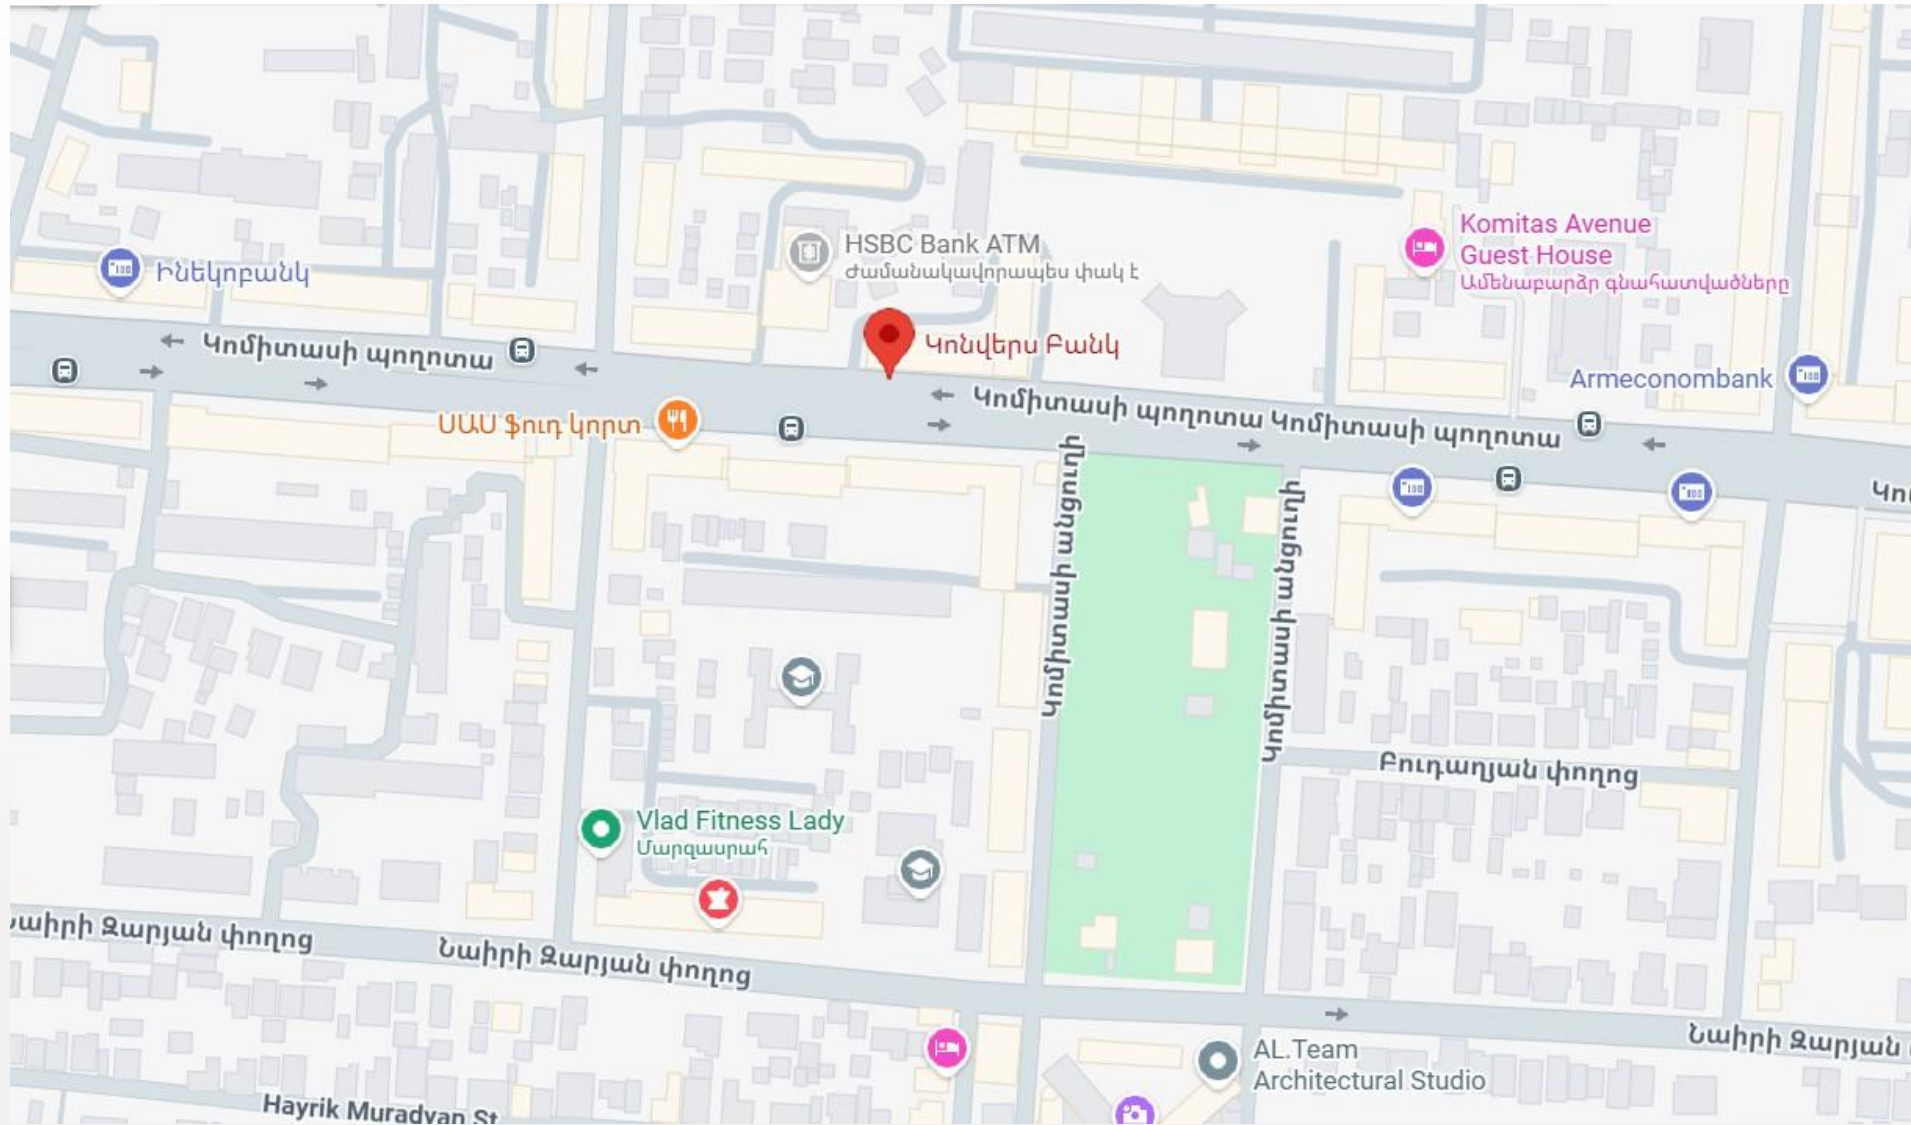 Komitas Avenue
Guest House
Ամենաբարձր գնահատվածները
HSBC Bank ATM
Ժամանակավորապես փակ է
Ինեկոբանկ
Կոմիտասի պողոտա
Կոնվերս Բանկ
Armeconombank
Կոմիտասի պողոտա
Կոմիտասի պողոտա
ՍԱՍ ֆուդ կորտ
Կոմիտասի անցուղի
Կոմիտասի անցուղի
Բուդաղյան փողոց
Vlad Fitness Lady
Մարզասրահ
Նաիրի Զարյան փողոց
Նաիրի Զարյան փողոց
Նաիրի Զարյան
AL.Team
Architectural Studio
Hayrik Muradyan St